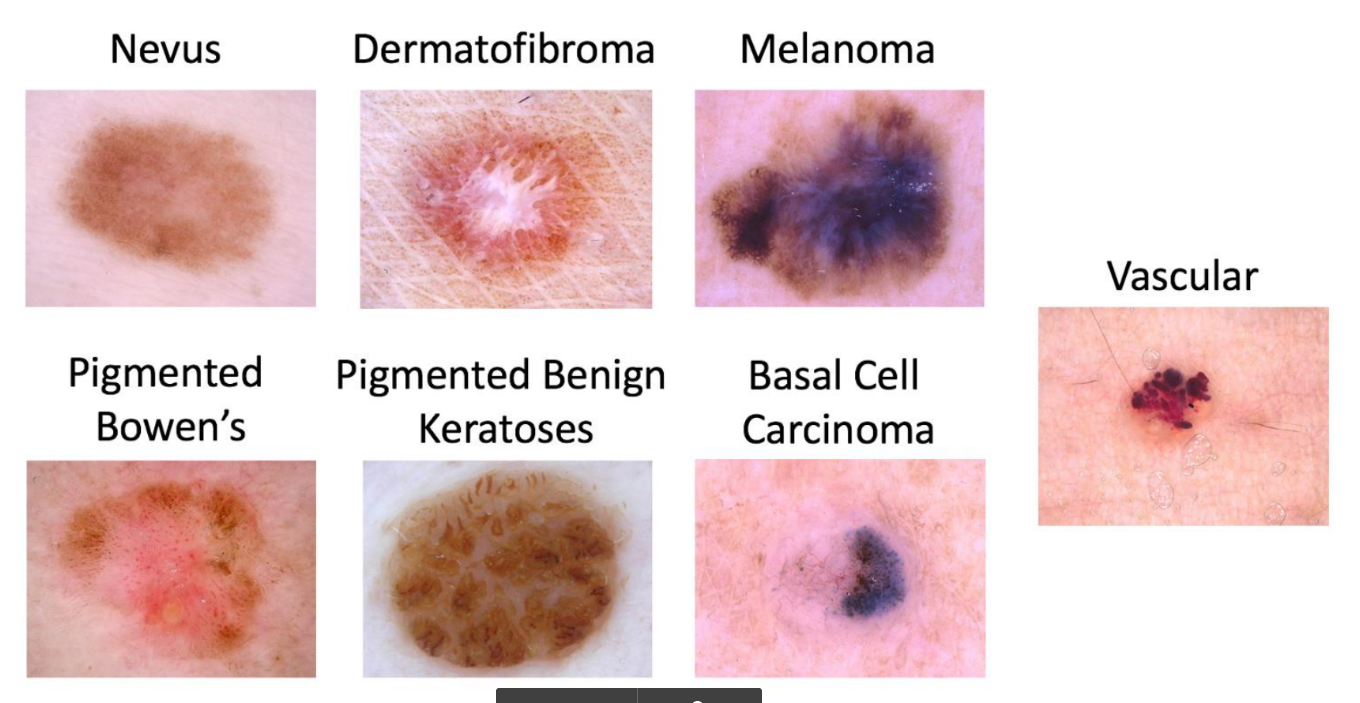 Nevus
Dermatofibroma
Melanoma
Vascular
Pigmented
Bowen’s
Pigmented Benign
Keratoses
Basal Cell
Carcinoma